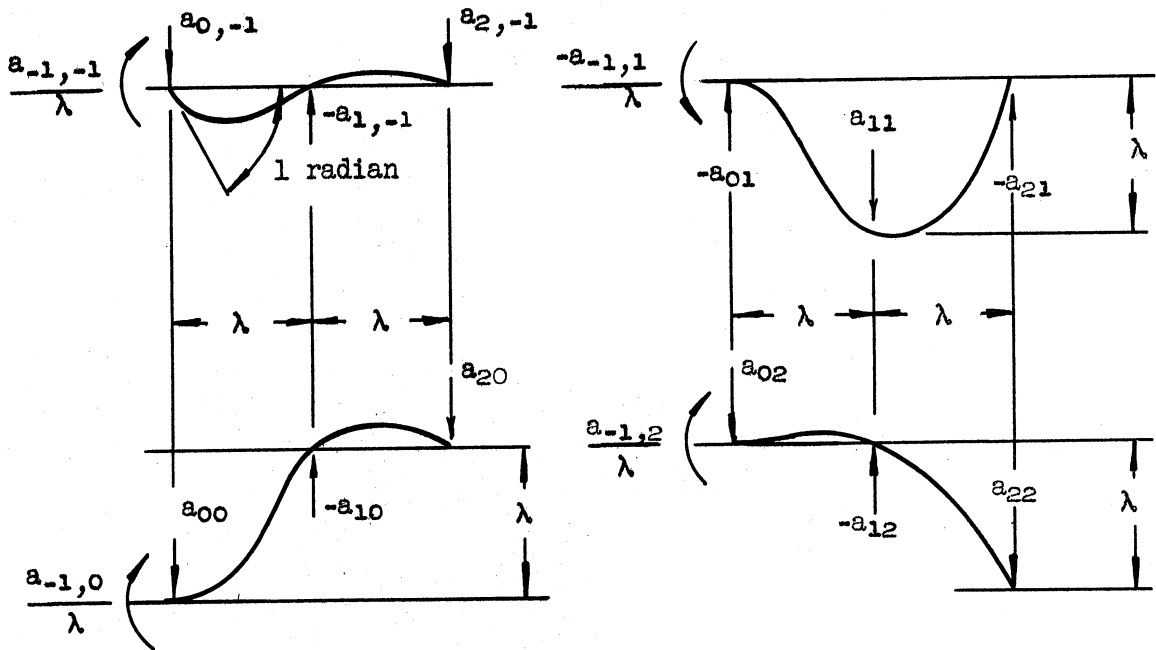 a0,-1
a2,-1
a-1,-1
λ
-a1,-1
1 radian
λ
λ
a20
a00
-a10
λ
a-1,0
λ
-a-1,1
λ
a11
-a01
-a21
λ
λ
λ
a02
a-1,2
λ
a22
-a12
λ